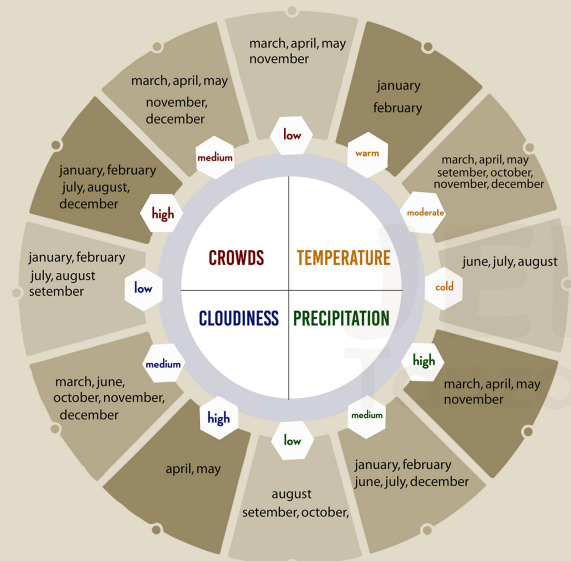 march, april, may
november
low
january
february
warm
march, april, may
setember, october,
november, december
moderate
june, july, august
cold
march, april, may
november
high
january, february
june, july, december
medium
august
setember, october,
low
april, may
high
march, june,
october, november,
december
medium
january, february
july, august
setember
low
january, february
july, august,
december
high
march, april, may
november,
december
medium
CROWDS
TEMPERATURE
CLOUDINESS
PRECIPITATION